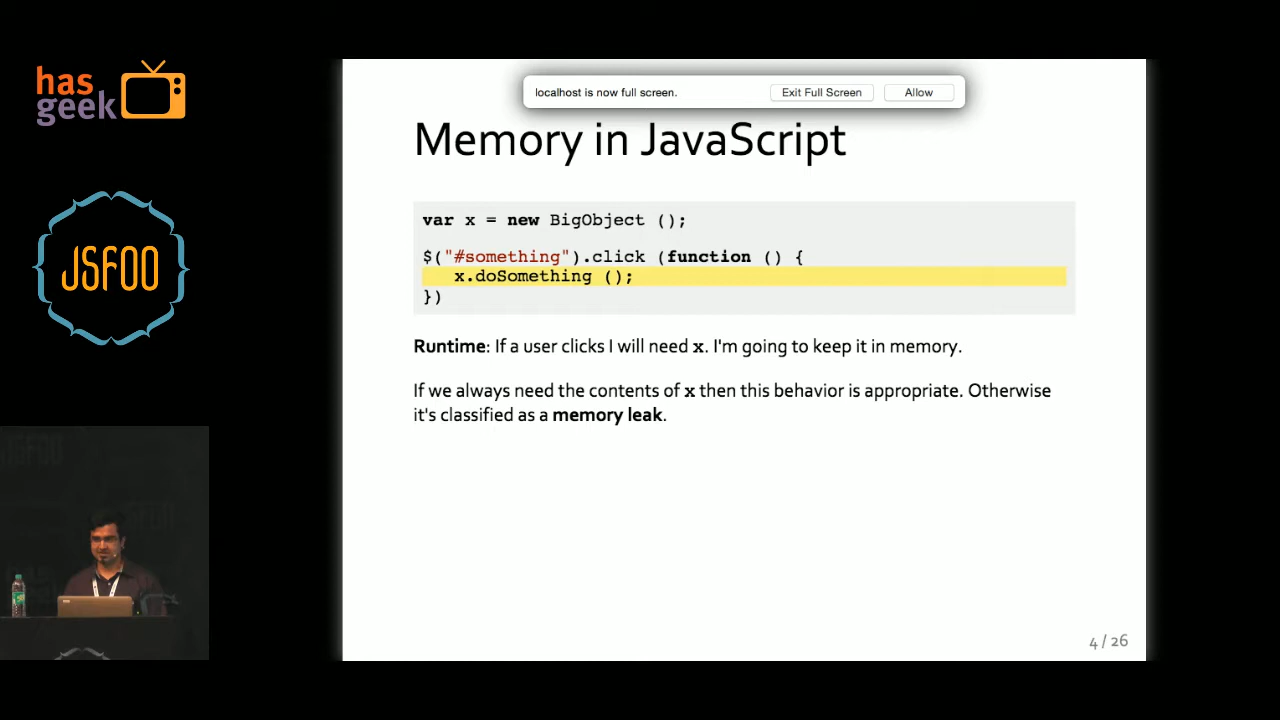 has
geek
JSFOO
localhost is now full screen.
Exit Full Screen
Allow
Memory in JavaScript
var x = new BigObject ();
$("#something").click (function () {
x.doSomething ();
})
Runtime: If a user clicks I will need x. I'm going to keep it in memory.
If we always need the contents of x then this behavior is appropriate. Otherwise
it's classified as a memory leak.
4 / 26